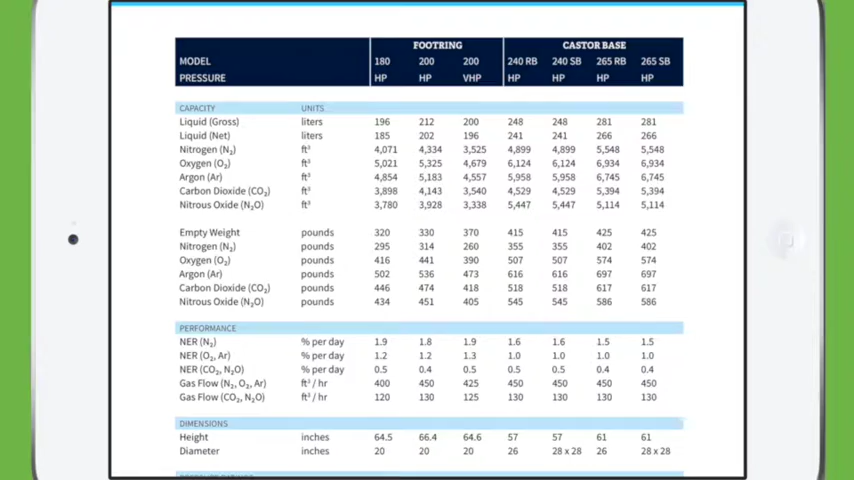 FOOTRING CASTOR BASE
MODEL 180 200 200 240 RB 240 SB 265 RB 265 SB
PRESSURE HP HP VHP HP HP HP HP
CAPACITY UNITS
Liquid (Gross) liters 196 212 200 248 248 281 281
Liquid (Net) liters 185 202 196 241 241 266 266
Nitrogen (N₂) ft³ 4,071 4,334 3,525 4,899 4,899 5,548 5,548
Oxygen (O₂) ft³ 5,021 5,325 4,679 6,124 6,124 6,934 6,934
Argon (Ar) ft³ 4,854 5,183 4,557 5,958 5,958 6,745 6,745
Carbon Dioxide (CO₂) ft³ 3,898 4,143 3,540 4,529 4,529 5,394 5,394
Nitrous Oxide (N₂O) ft³ 3,780 3,928 3,338 5,447 5,447 5,114 5,114
Empty Weight pounds 320 330 370 415 415 425 425
Nitrogen (N₂) pounds 295 314 260 355 355 402 402
Oxygen (O₂) pounds 416 441 390 507 507 574 574
Argon (Ar) pounds 502 536 473 616 616 697 697
Carbon Dioxide (CO₂) pounds 446 474 418 518 518 617 617
Nitrous Oxide (N₂O) pounds 434 451 405 545 545 586 586
PERFORMANCE
NER (N₂) % per day 1.9 1.8 1.9 1.6 1.6 1.5 1.5
NER (O₂, Ar) % per day 1.2 1.2 1.3 1.0 1.0 1.0 1.0
NER (CO₂, N₂O) % per day 0.5 0.4 0.5 0.5 0.5 0.4 0.4
Gas Flow (N₂, O₂, Ar) ft³ / hr 400 450 425 450 450 450 450
Gas Flow (CO₂, N₂O) ft³ / hr 120 130 125 130 130 130 130
DIMENSIONS
Height inches 64.5 66.4 64.6 57 57 61 61
Diameter inches 20 20 20 26 28 x 28 26 28 x 28